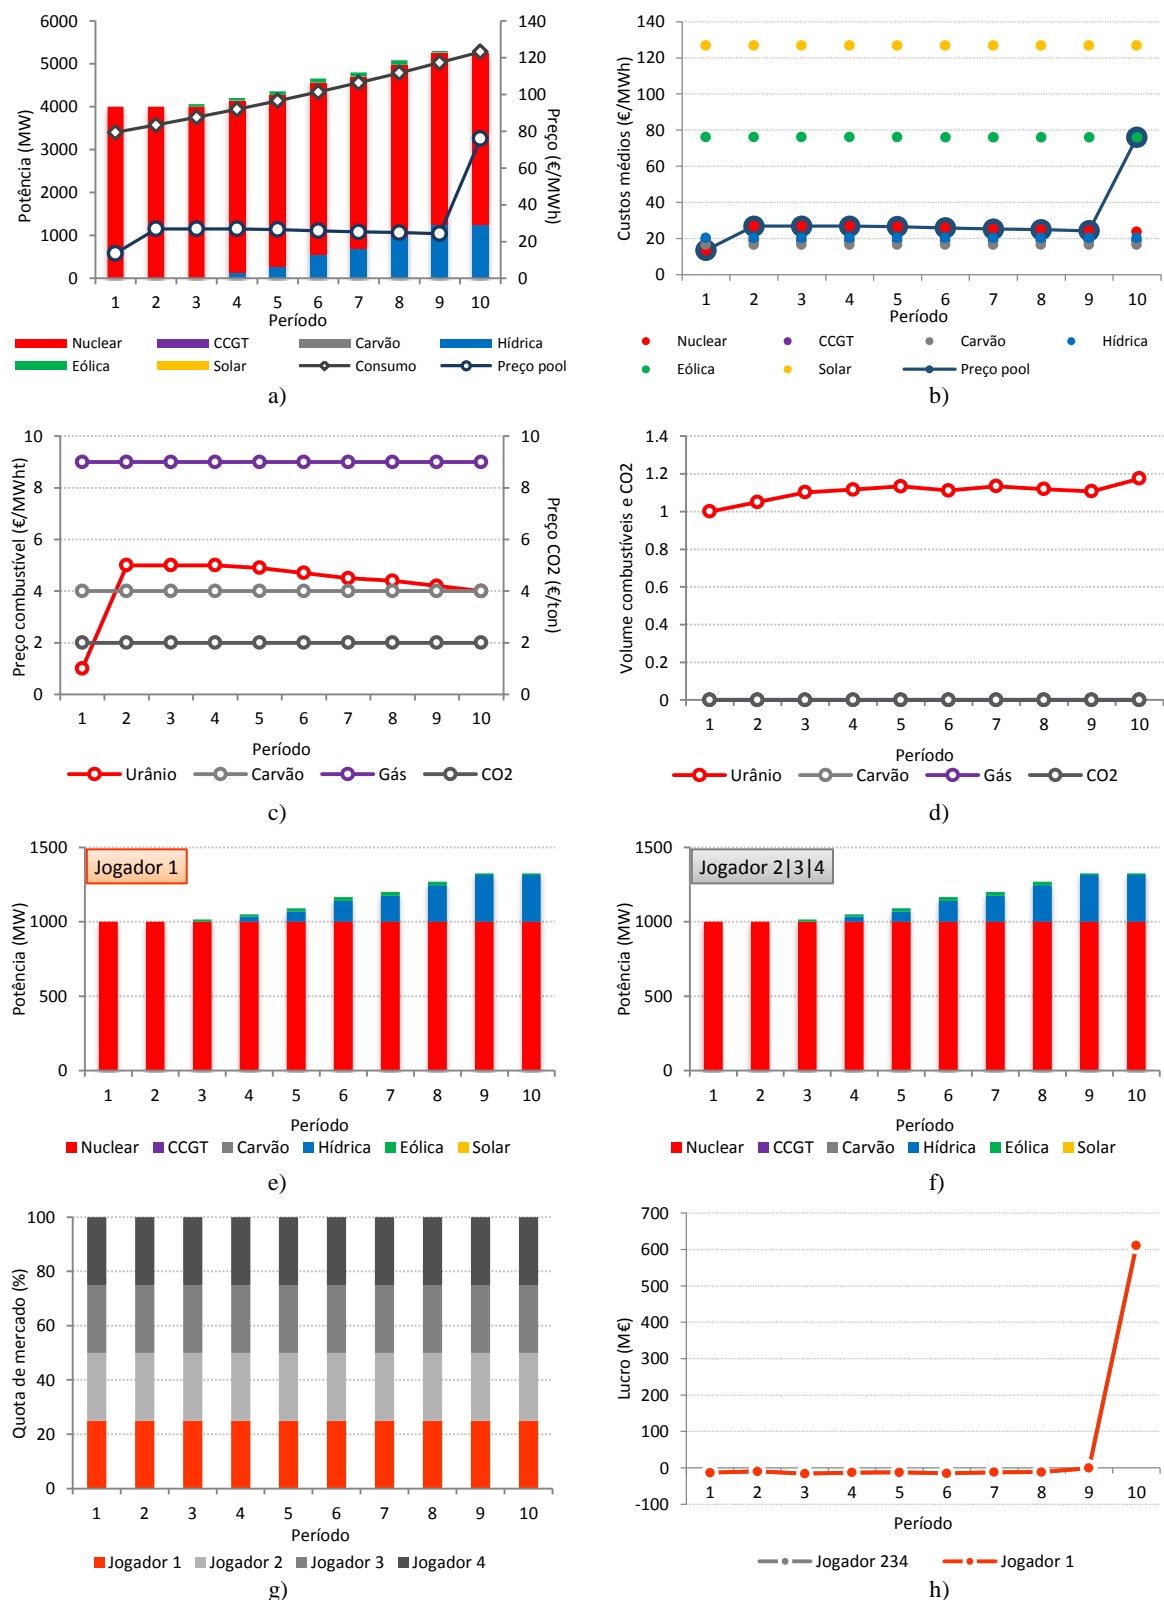 6000
5000
4000
3000
2000
1000
0
Potência (MW)
140
120
100
80
60
40
20
0
Preço (€/MWh)
1 2 3 4 5 6 7 8 9 10
Período
Nuclear CCGT Carvão Hídrica
Eólica Solar Consumo Preço pool
a)
140
120
100
80
60
40
20
0
Custos médios (€/MWh)
1 2 3 4 5 6 7 8 9 10
Período
Nuclear CCGT Carvão Hídrica
Eólica Solar Preço pool
b)
10
8
6
4
2
0
Preço combustível (€/MWht)
10
8
6
4
2
0
Preço CO2 (€/ton)
1 2 3 4 5 6 7 8 9 10
Período
Urânio Carvão Gás CO2
c)
1.4
1.2
1
0.8
0.6
0.4
0.2
0
Volume combustíveis e CO2
1 2 3 4 5 6 7 8 9 10
Período
Urânio Carvão Gás CO2
d)
Jogador 1
1500
1000
500
0
Potência (MW)
1 2 3 4 5 6 7 8 9 10
Período
Nuclear CCGT Carvão Hídrica Eólica Solar
e)
Jogador 2|3|4
1500
1000
500
0
Potência (MW)
1 2 3 4 5 6 7 8 9 10
Período
Nuclear CCGT Carvão Hídrica Eólica Solar
f)
100
80
60
40
20
0
Quota de mercado (%)
1 2 3 4 5 6 7 8 9 10
Período
Jogador 1 Jogador 2 Jogador 3 Jogador 4
g)
700
600
500
400
300
200
100
0
-100
Lucro (M€)
1 2 3 4 5 6 7 8 9 10
Período
Jogador 234 Jogador 1
h)